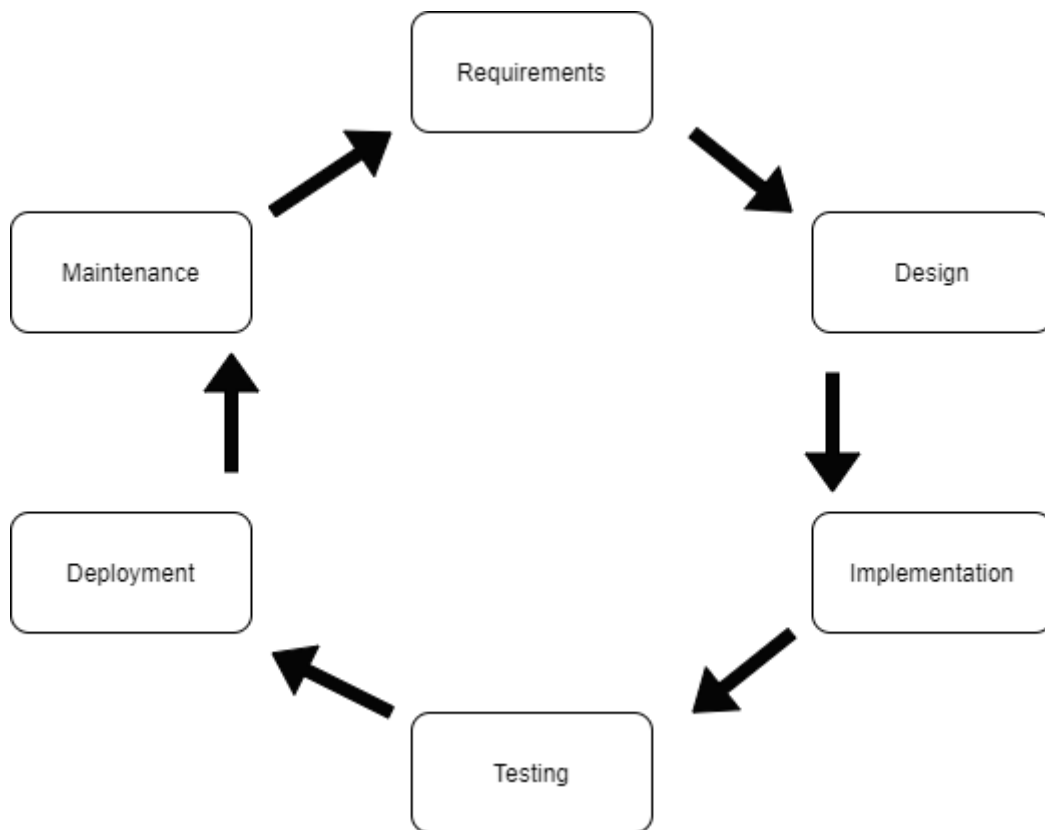 Requirements
Design
Implementation
Testing
Deployment
Maintenance